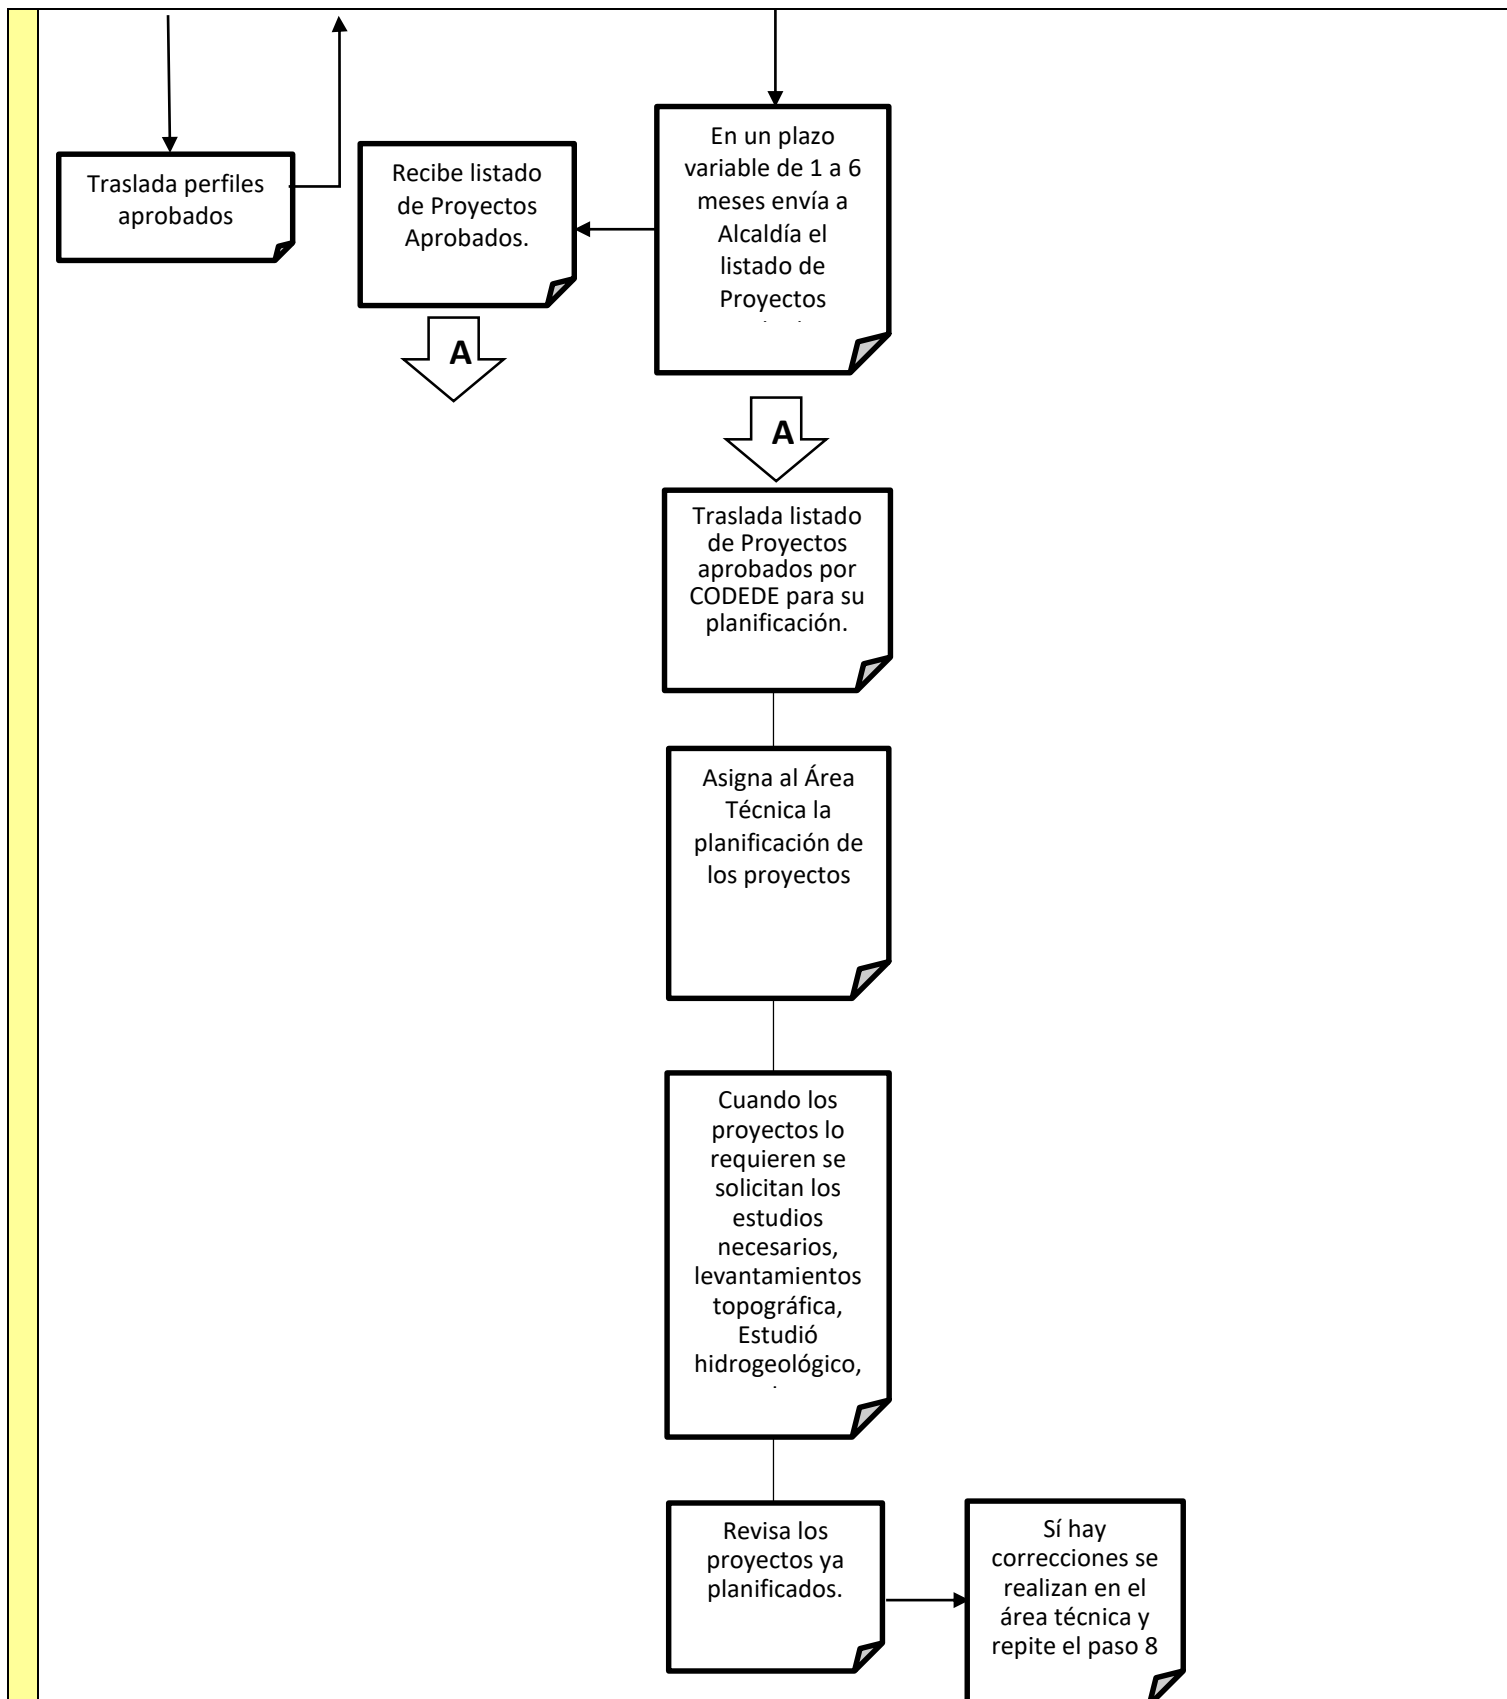 Traslada perfiles
aprobados
Recibe listado
de Proyectos
Aprobados.
En un plazo
variable de 1 a 6
meses envía a
Alcaldía el
listado de
Proyectos
A
A
Traslada listado
de Proyectos
aprobados por
CODEDE para su
planificación.
Asigna al Área
Técnica la
planificación de
los proyectos
Cuando los
proyectos lo
requieren se
solicitan los
estudios
necesarios,
levantamientos
topográfica,
Estudió
hidrogeológico,
Revisa los
proyectos ya
planificados.
Sí hay
correcciones se
realizan en el
área técnica y
repite el paso 8